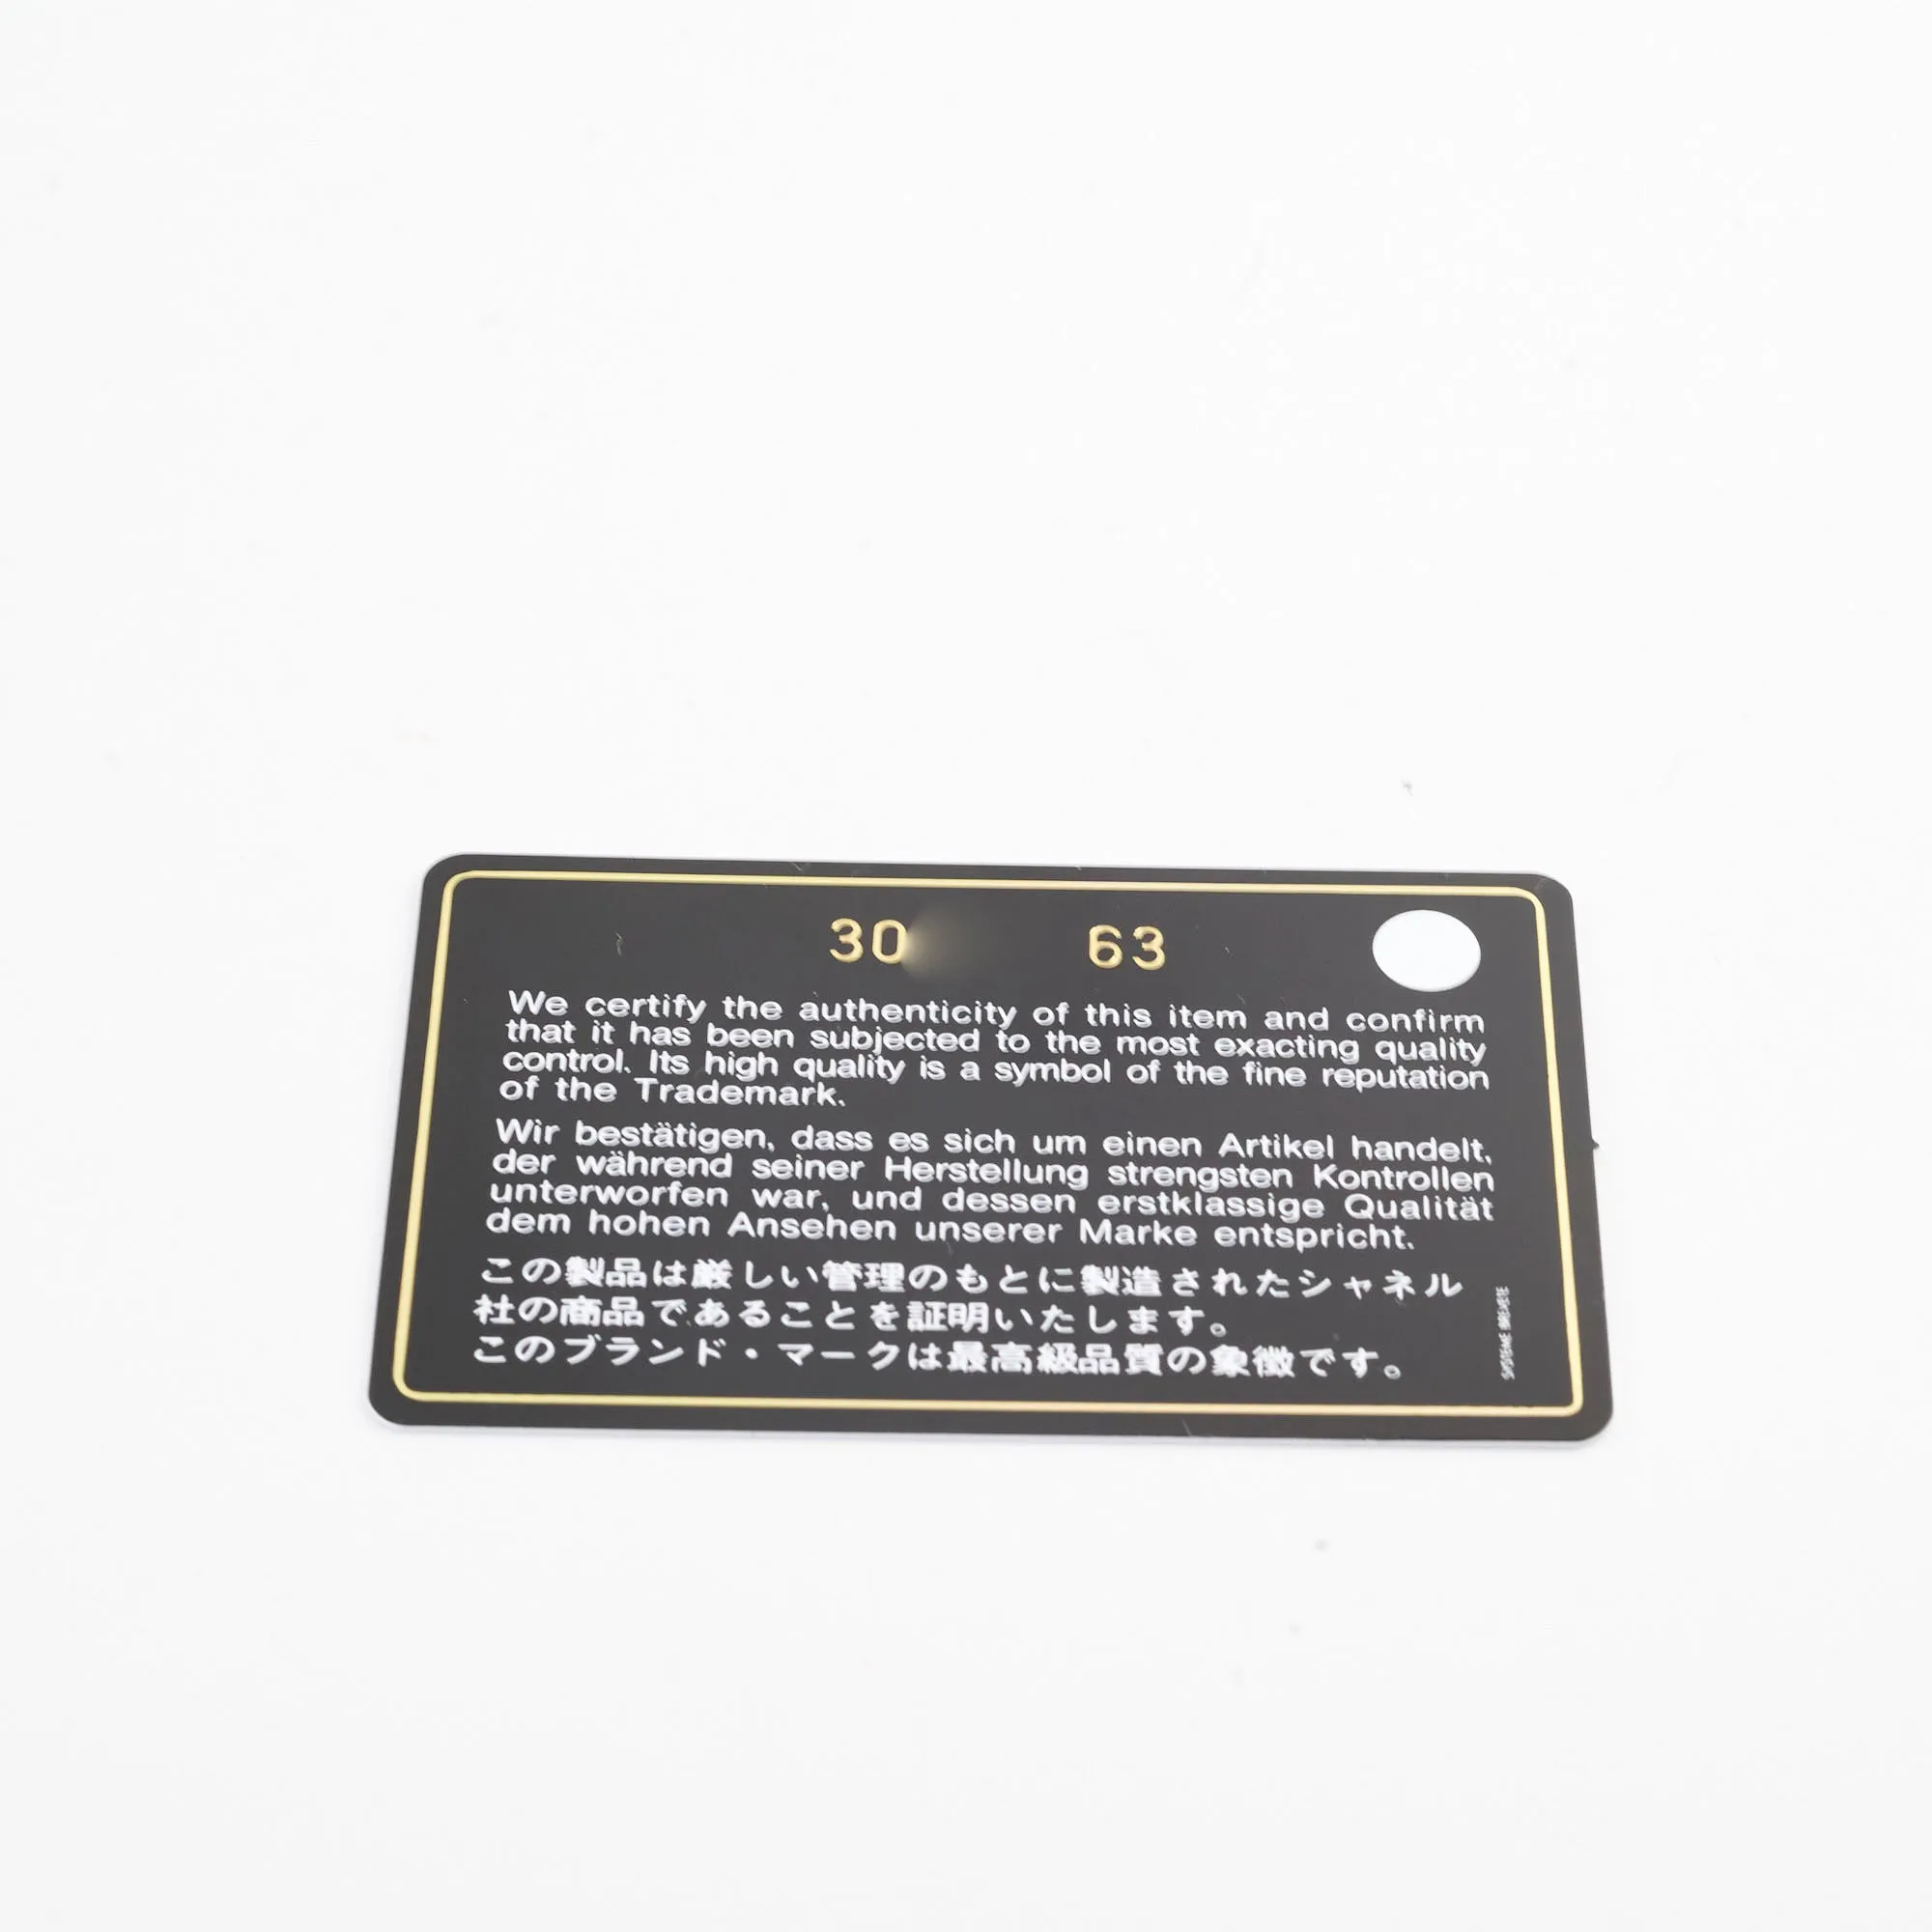 30 63
We certify the authenticity of this item and confirm
that it has been subjected to the most exacting quality
control. Its high quality is a symbol of the fine reputation
of the Trademark.
Wir bestätigen, dass es sich um einen Artikel handelt,
der während seiner Herstellung strengsten Kontrollen
unterworfen war, und dessen erstklassige Qualität
dem hohen Ansehen unserer Marke entspricht.
この製品は厳しい管理のもとに製造されたシャネル
社の商品であることを証明いたします。
このブランド・マークは最高級品質の象徴です。
SYSTEME BREVETE